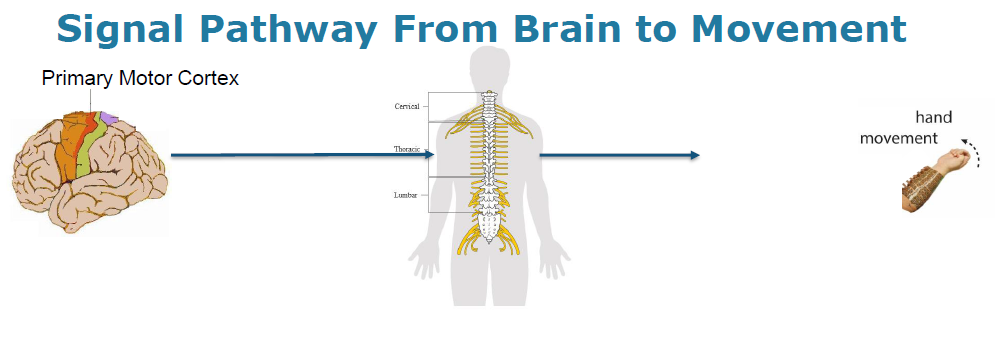 Signal Pathway From Brain to Movement
Primary Motor Cortex
Cervical
Thoracic
Lumbar
hand
movement